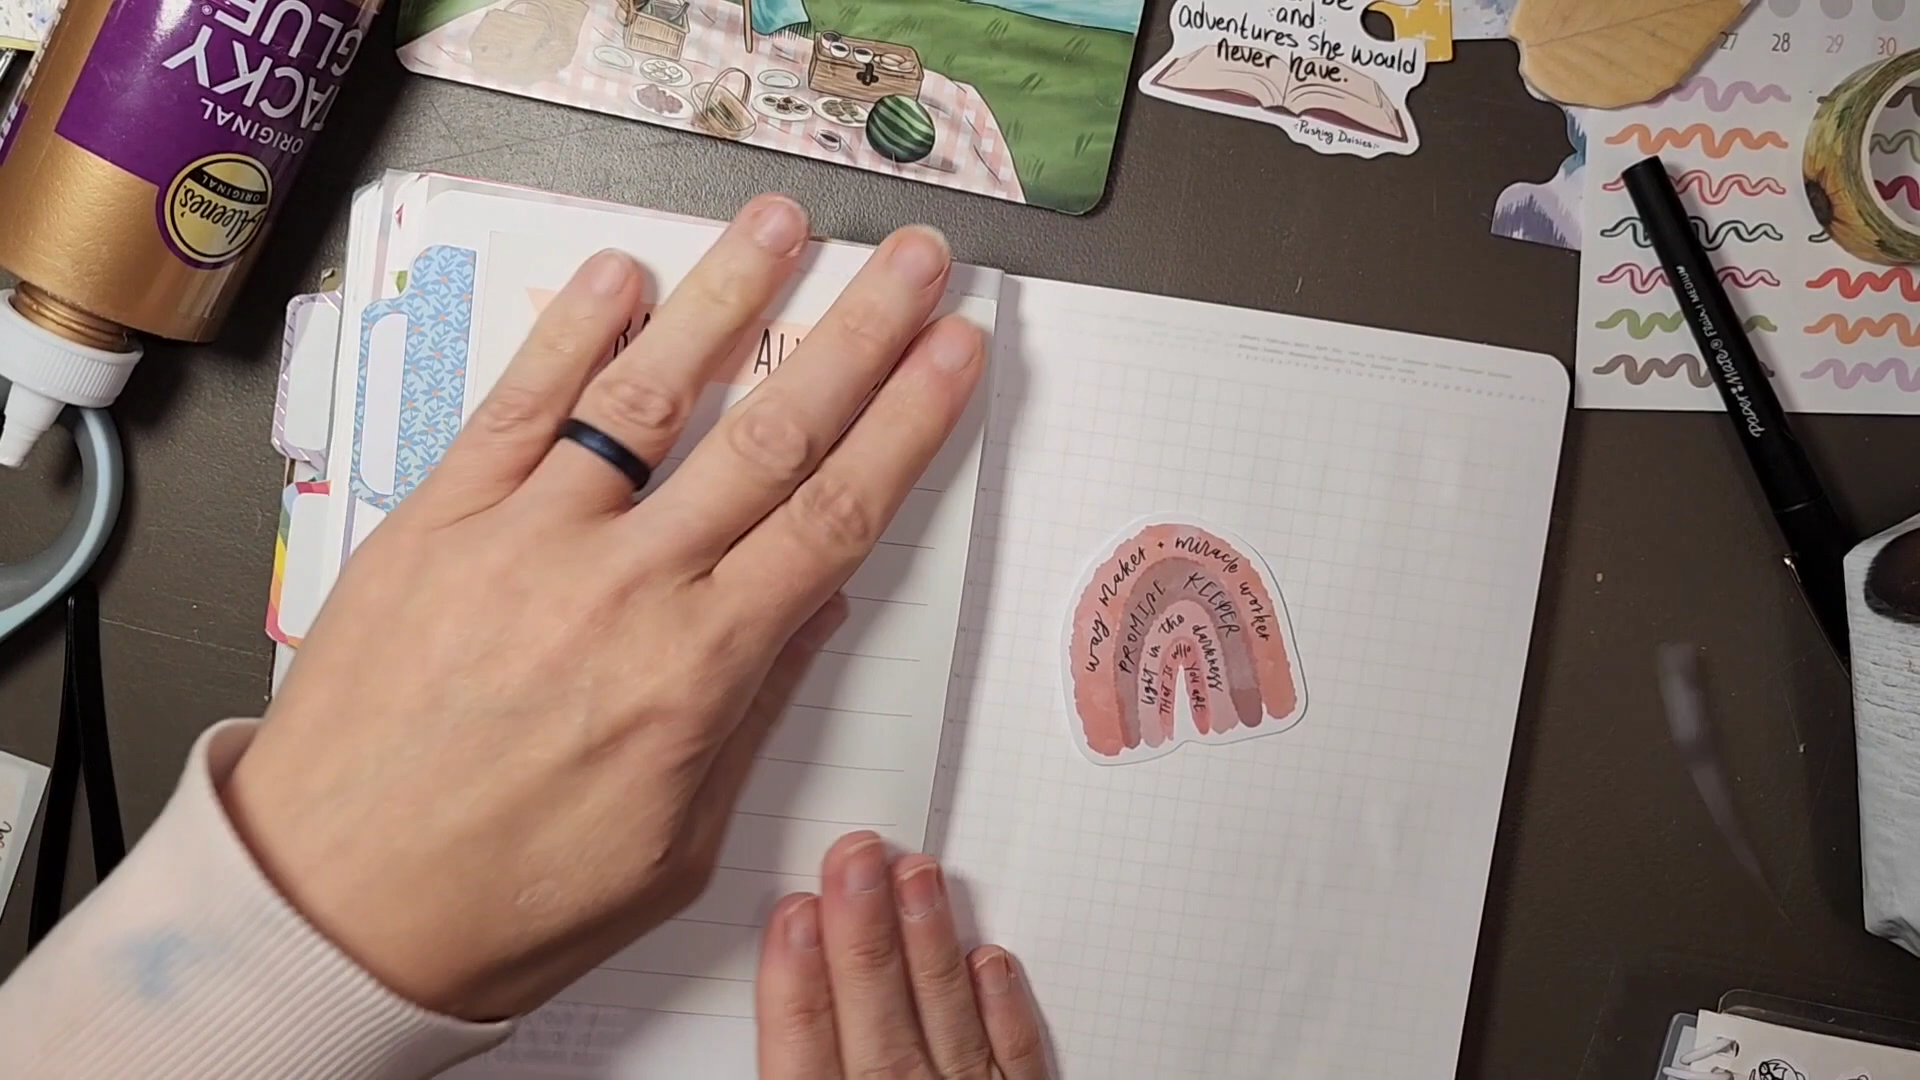 ORIGINAL
TACKY
GLUE®
Aleene's
ORIGINAL
and
adventures she would
never have.
Pushing Daisies
27 28 29 30
Paper Mate® Flair! MEDIUM
way maker + miracle worker
PROMISE KEEPER
light in the darkness
THAT IS who YOU ARE